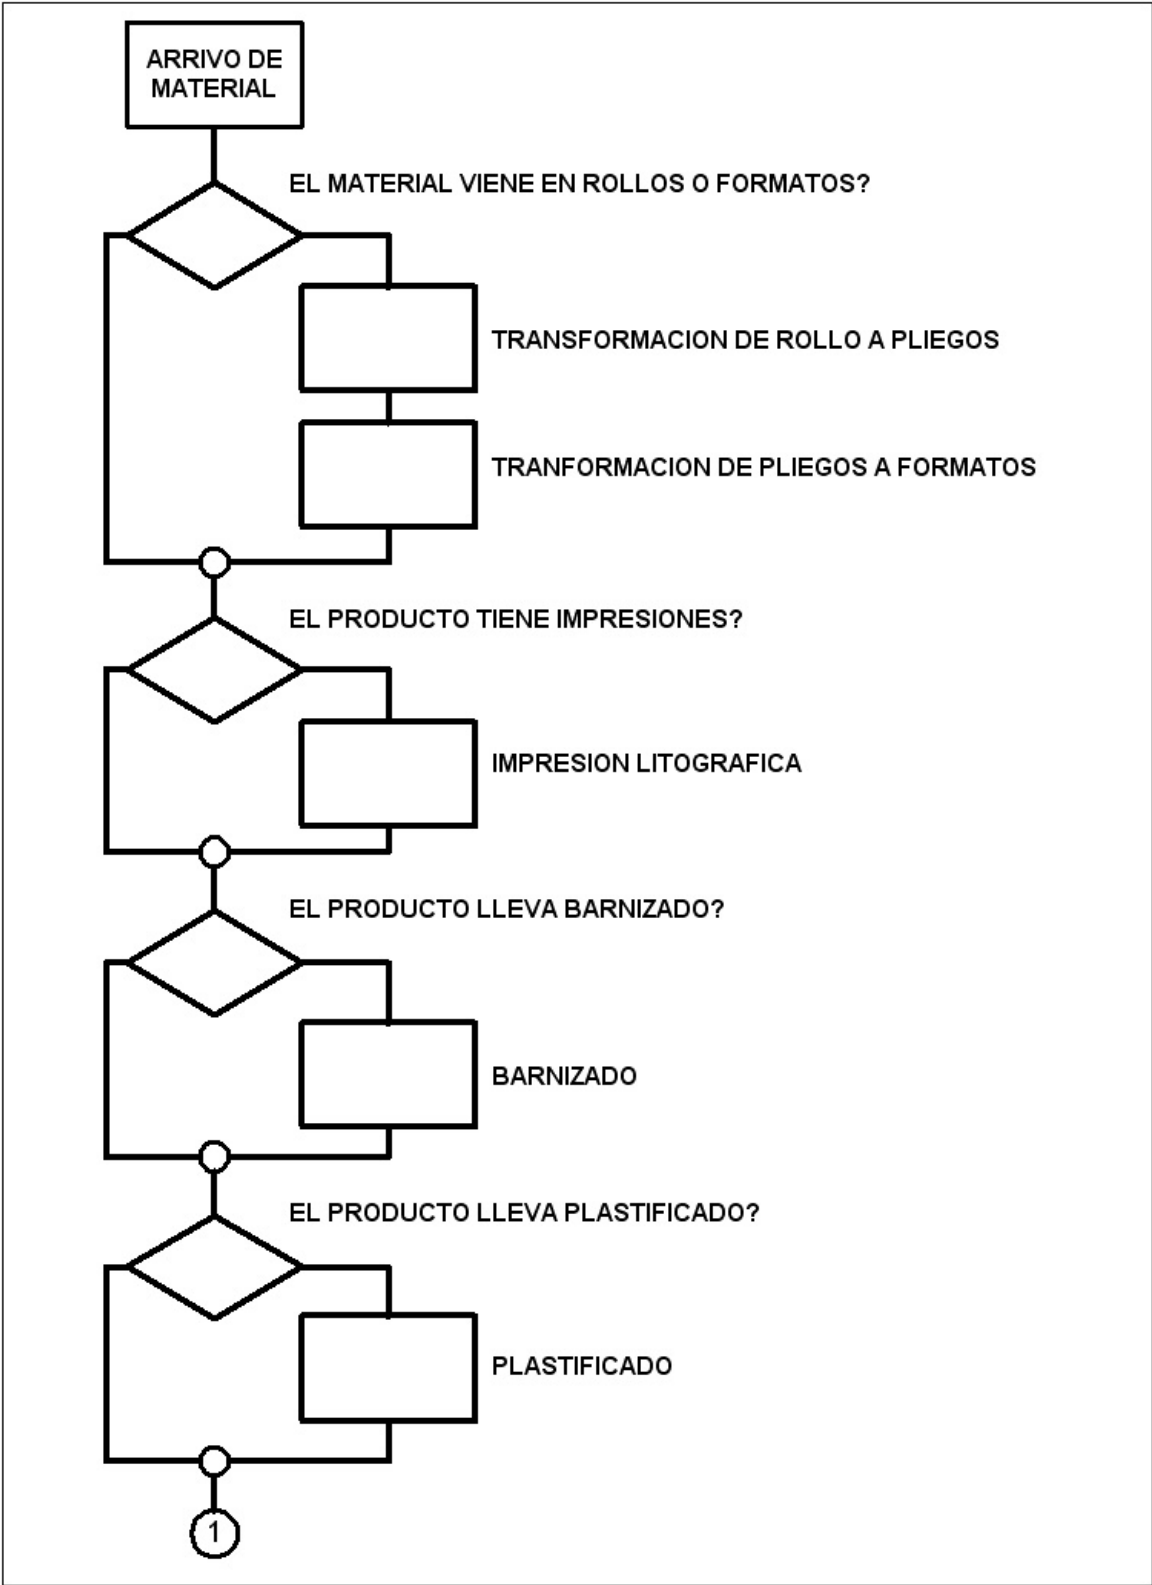 ARRIVO DE
MATERIAL
EL MATERIAL VIENE EN ROLLOS O FORMATOS?
TRANSFORMACION DE ROLLO A PLIEGOS
TRANFORMACION DE PLIEGOS A FORMATOS
EL PRODUCTO TIENE IMPRESIONES?
IMPRESION LITOGRAFICA
EL PRODUCTO LLEVA BARNIZADO?
BARNIZADO
EL PRODUCTO LLEVA PLASTIFICADO?
PLASTIFICADO
1